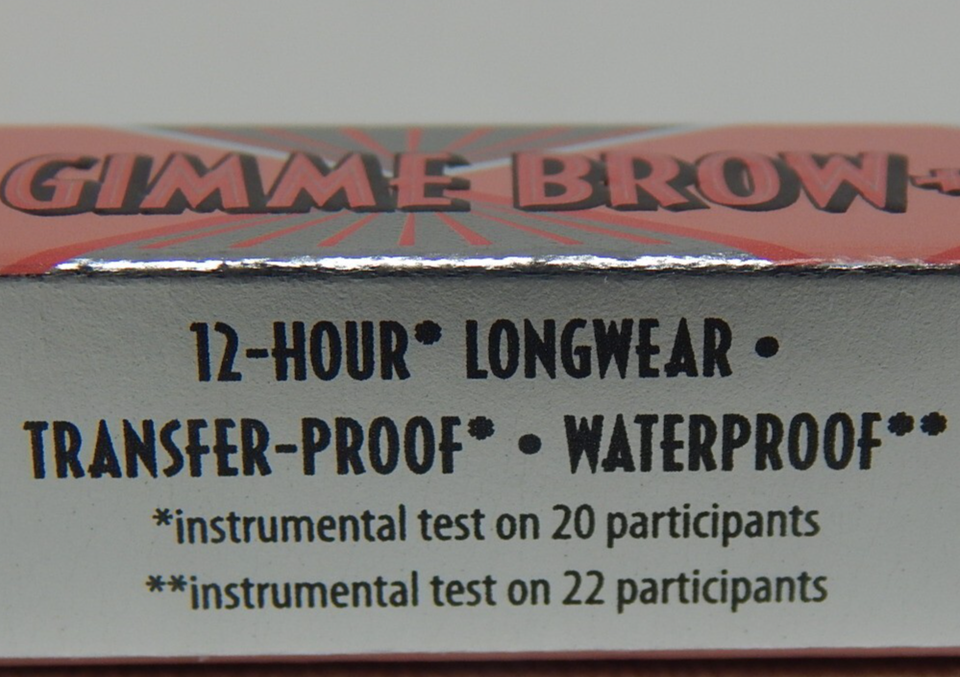 GIMME BROW+
12-HOUR* LONGWEAR •
TRANSFER-PROOF* • WATERPROOF**
*instrumental test on 20 participants
**instrumental test on 22 participants